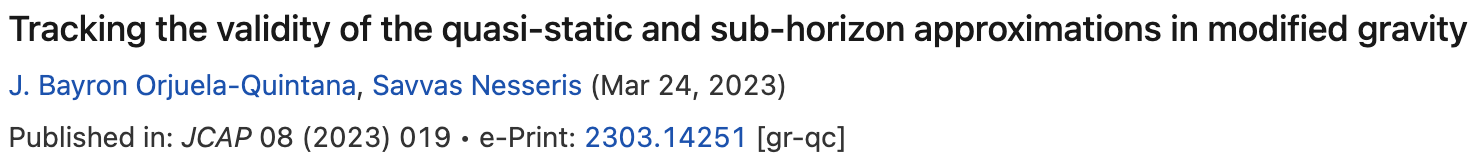 Tracking the validity of the quasi-static and sub-horizon approximations in modified gravity
J. Bayron Orjuela-Quintana, Savvas Nesseris (Mar 24, 2023)
Published in: JCAP 08 (2023) 019 • e-Print: 2303.14251 [gr-qc]